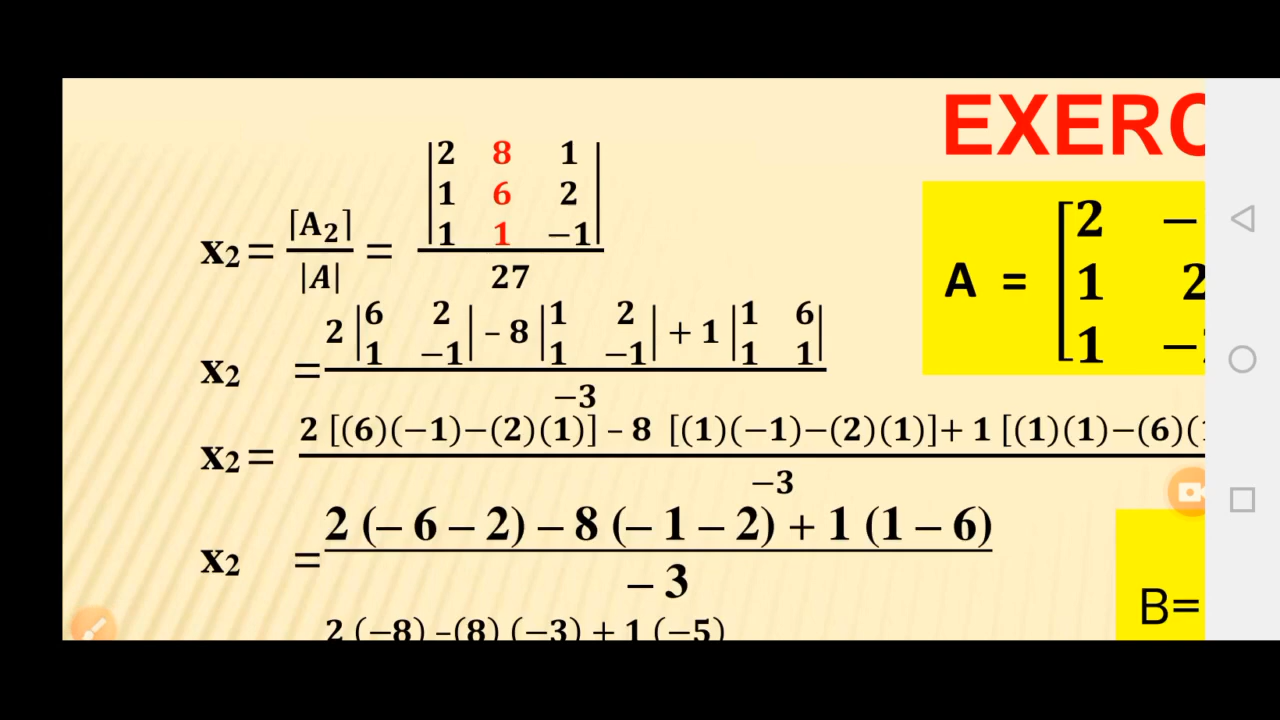 EXERC
x₂ = ⌈A₂⌉ / |A| = |2 8 1
1 6 2
1 1 −1| / 27
A = [2 −
1 2
1 −
x₂ = 2 |6 2; 1 −1| – 8 |1 2; 1 −1| + 1 |1 6; 1 1| / −3
x₂ = 2 [(6)(−1)−(2)(1)] – 8 [(1)(−1)−(2)(1)]+ 1 [(1)(1)−(6)( / −3
x₂ = 2 (– 6 – 2) – 8 (– 1 – 2) + 1 (1 – 6) / – 3
B=
2 (−8) –(8) (−3) + 1 (−5)